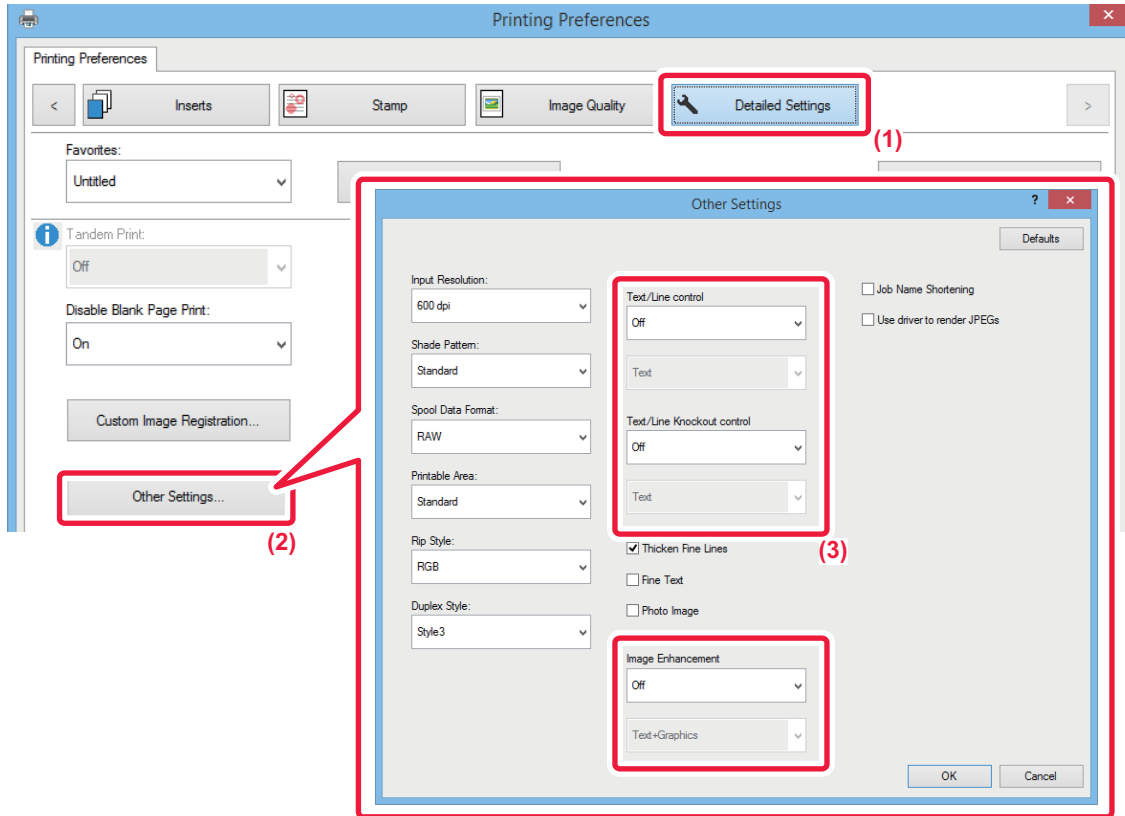 Printing Preferences
×
Printing Preferences
<
Inserts
Stamp
Image Quality
Detailed Settings
>
(1)
Favorites:
Untitled
Tandem Print:
Off
Disable Blank Page Print:
On
Custom Image Registration...
Other Settings...
(2)
Other Settings
? ×
Defaults
Input Resolution:
600 dpi
Shade Pattern:
Standard
Spool Data Format:
RAW
Printable Area:
Standard
Rip Style:
RGB
Duplex Style:
Style3
Text/Line control
Off
Text
Text/Line Knockout control
Off
Text
(3)
Thicken Fine Lines
Fine Text
Photo Image
Image Enhancement
Off
Text+Graphics
Job Name Shortening
Use driver to render JPEGs
OK
Cancel